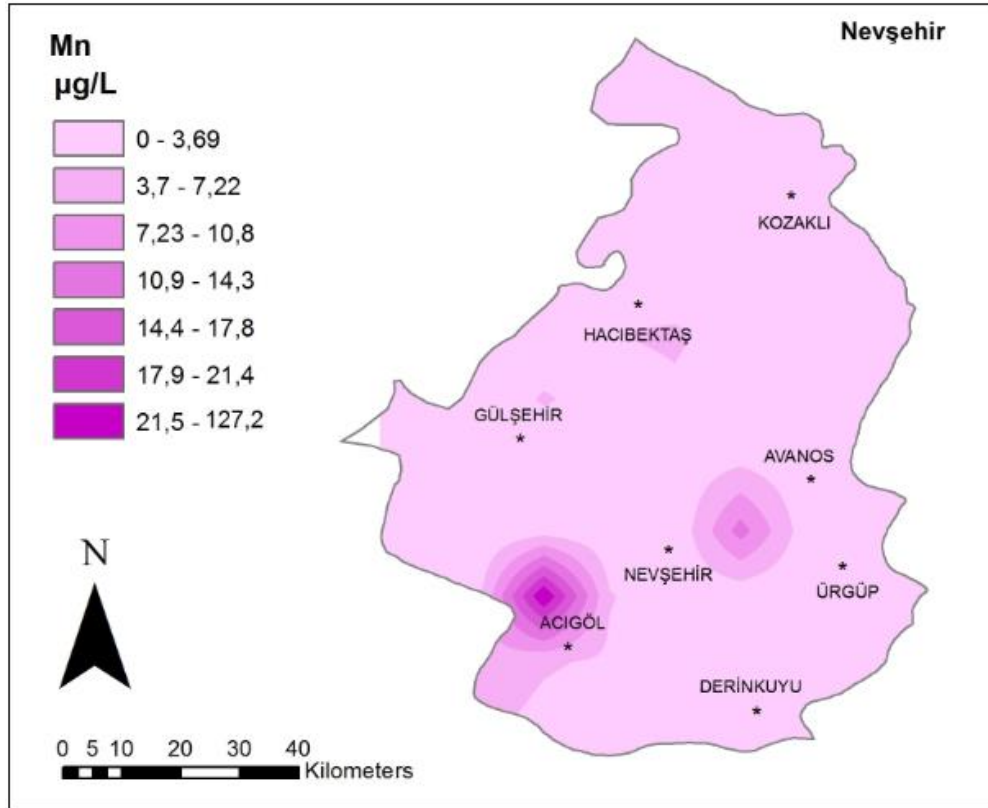 Nevşehir
Mn
µg/L
0 - 3,69
3,7 - 7,22
7,23 - 10,8
10,9 - 14,3
14,4 - 17,8
17,9 - 21,4
21,5 - 127,2
*
KOZAKLI
*
HACIBEKTAŞ
GÜLŞEHİR
*
AVANOS
*
*
NEVŞEHİR
*
ÜRGÜP
ACIGÖL
*
DERİNKUYU
*
N
0 5 10 20 30 40
Kilometers